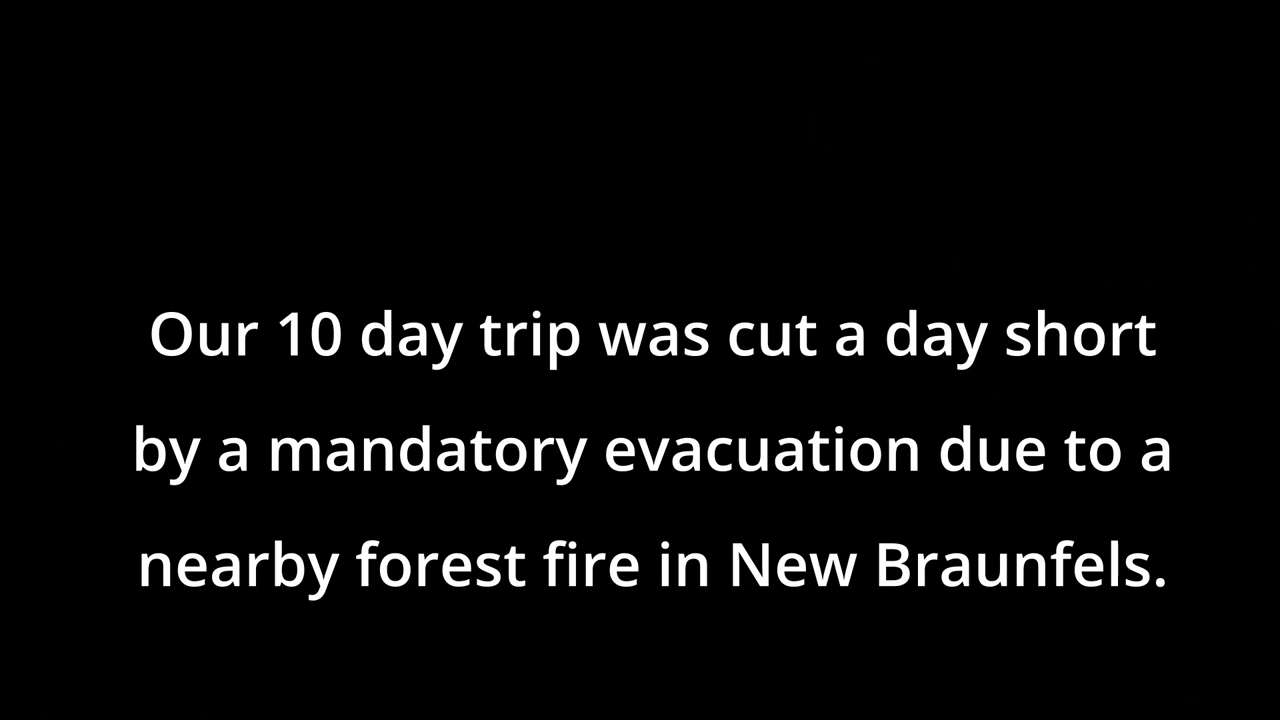 Our 10 day trip was cut a day short
by a mandatory evacuation due to a
nearby forest fire in New Braunfels.